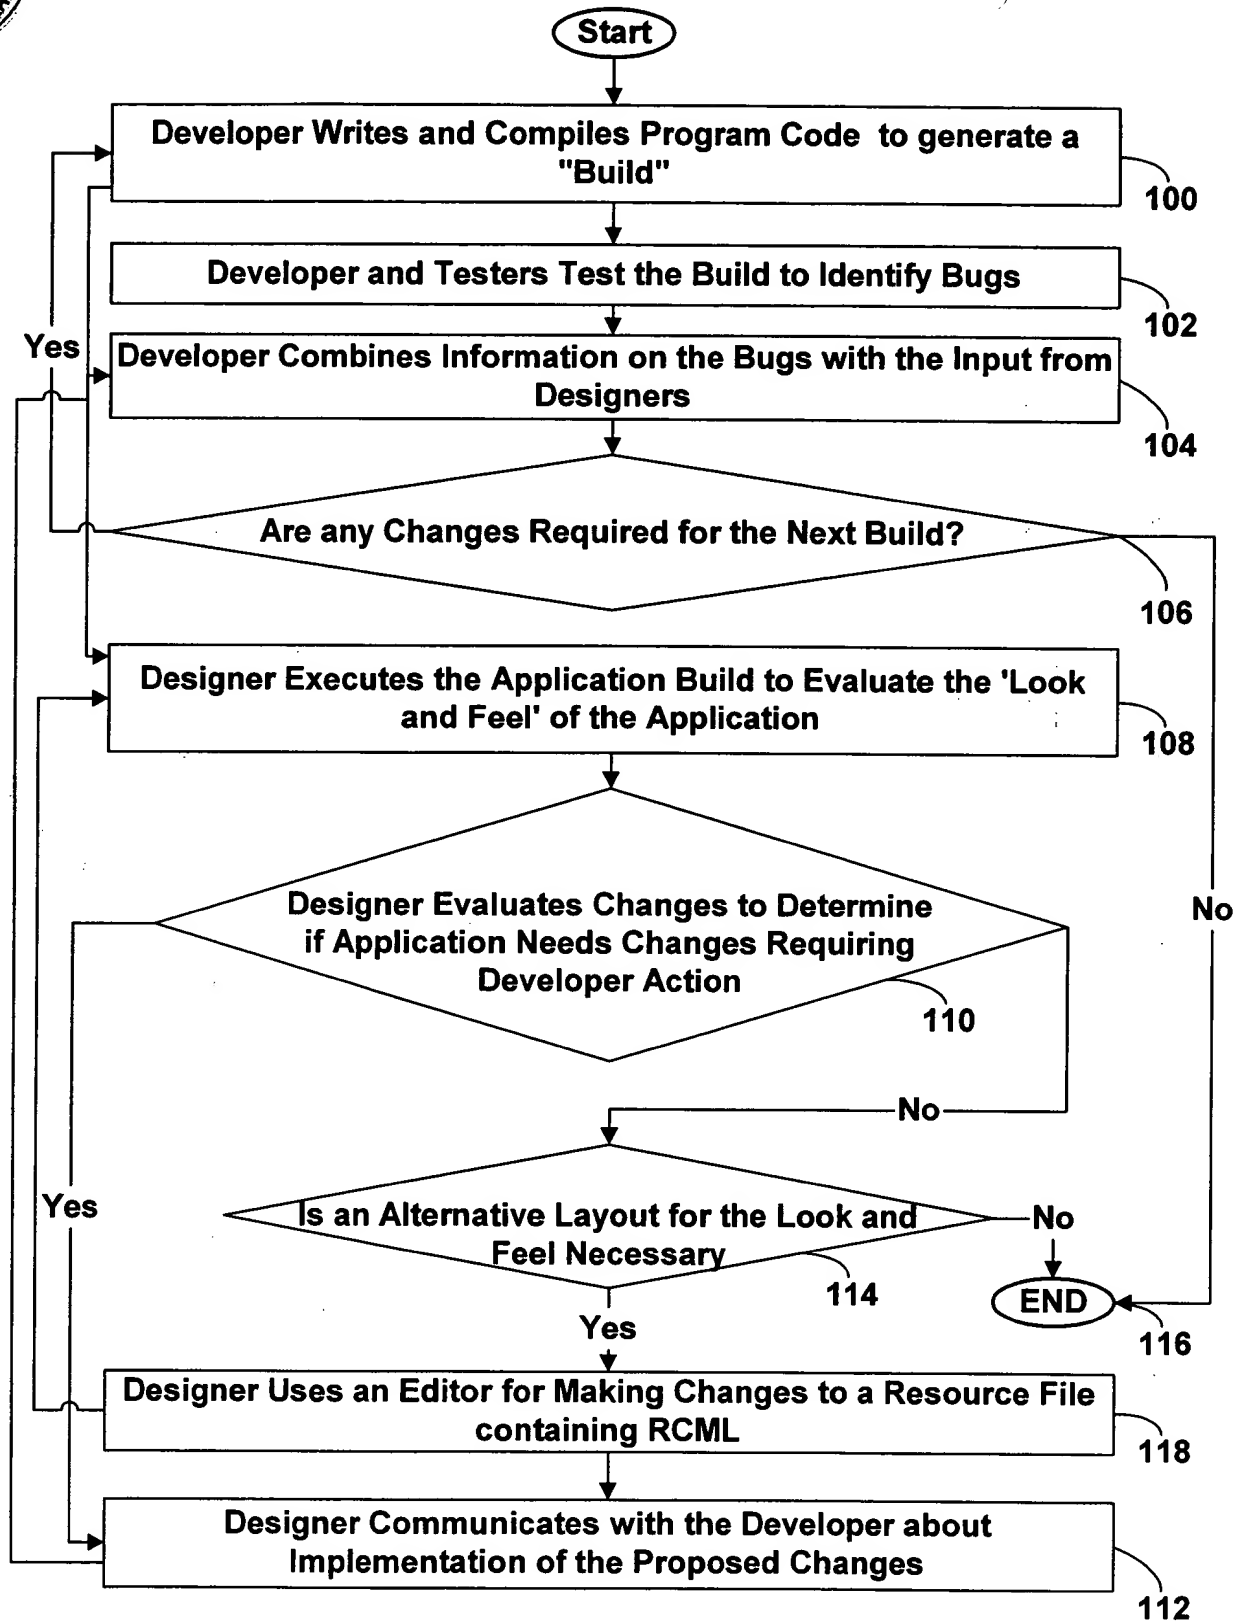 Start
Developer Writes and Compiles Program Code to generate a
"Build"
100
Developer and Testers Test the Build to Identify Bugs
102
Yes
Developer Combines Information on the Bugs with the Input from
Designers
104
Are any Changes Required for the Next Build?
106
Designer Executes the Application Build to Evaluate the 'Look
and Feel' of the Application
108
Designer Evaluates Changes to Determine
if Application Needs Changes Requiring
Developer Action
No
110
No
Yes
Is an Alternative Layout for the Look and
Feel Necessary
No
114
END
116
Yes
Designer Uses an Editor for Making Changes to a Resource File
containing RCML
118
Designer Communicates with the Developer about
Implementation of the Proposed Changes
112